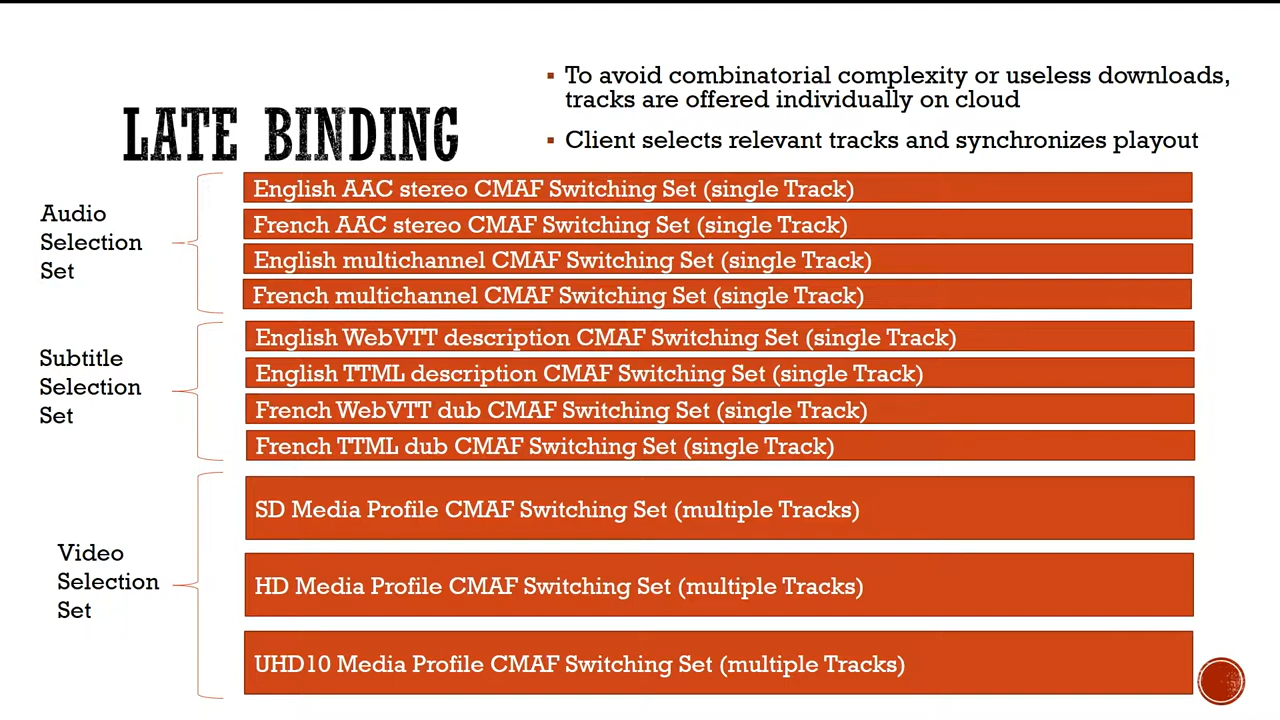 LATE BINDING
▪ To avoid combinatorial complexity or useless downloads,
tracks are offered individually on cloud
▪ Client selects relevant tracks and synchronizes playout
Audio
Selection
Set
English AAC stereo CMAF Switching Set (single Track)
French AAC stereo CMAF Switching Set (single Track)
English multichannel CMAF Switching Set (single Track)
French multichannel CMAF Switching Set (single Track)
Subtitle
Selection
Set
English WebVTT description CMAF Switching Set (single Track)
English TTML description CMAF Switching Set (single Track)
French WebVTT dub CMAF Switching Set (single Track)
French TTML dub CMAF Switching Set (single Track)
Video
Selection
Set
SD Media Profile CMAF Switching Set (multiple Tracks)
HD Media Profile CMAF Switching Set (multiple Tracks)
UHD10 Media Profile CMAF Switching Set (multiple Tracks)